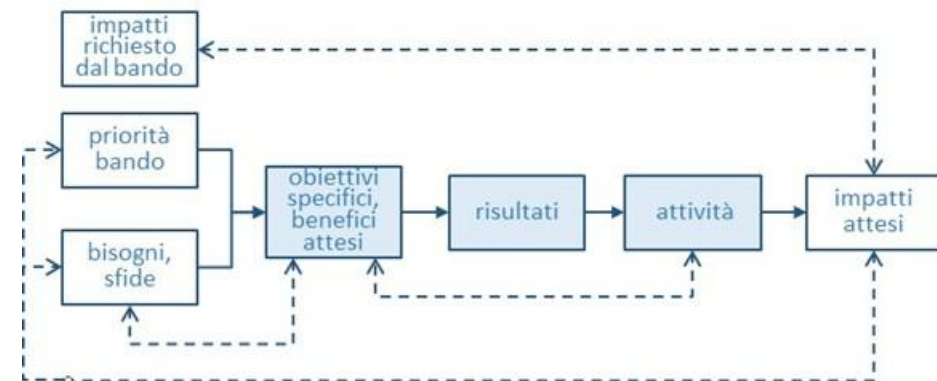 impatti
richiesto
dal bando
priorità
bando
bisogni,
sfide
obiettivi
specifici,
benefici
attesi
risultati
attività
impatti
attesi